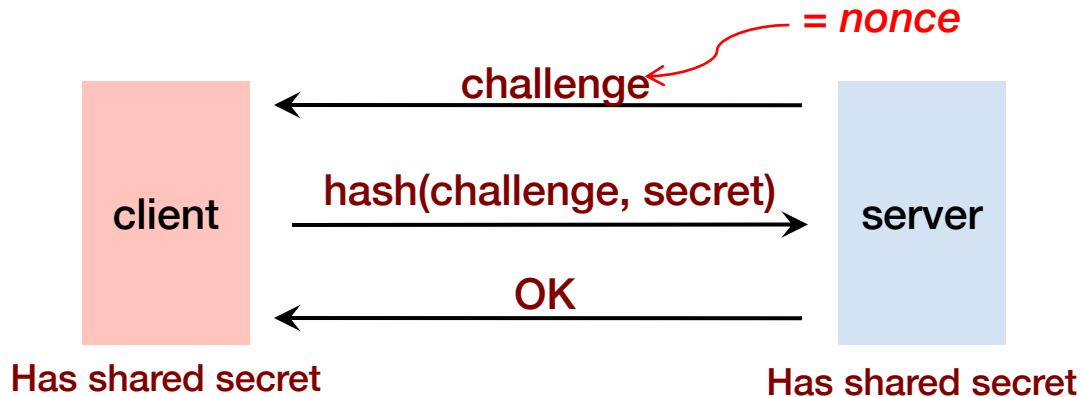 = nonce
challenge
hash(challenge, secret)
client
server
OK
Has shared secret
Has shared secret